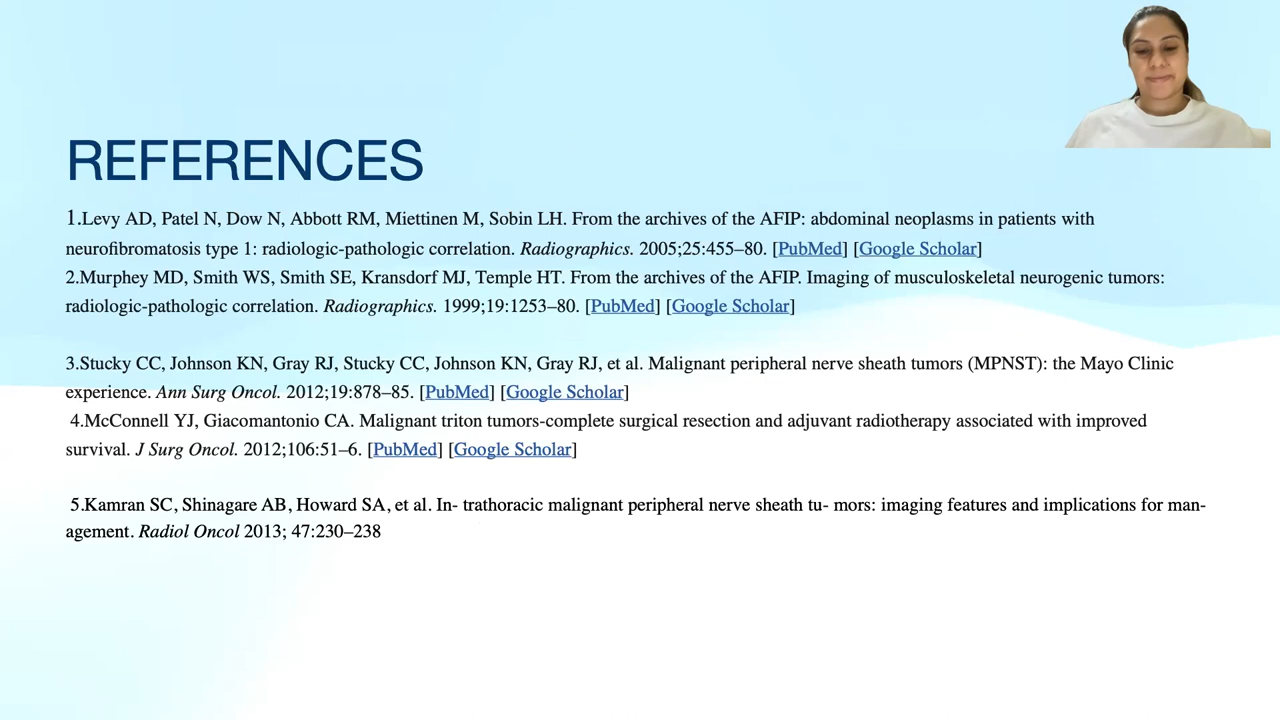 REFERENCES
1.Levy AD, Patel N, Dow N, Abbott RM, Miettinen M, Sobin LH. From the archives of the AFIP: abdominal neoplasms in patients with
neurofibromatosis type 1: radiologic-pathologic correlation. Radiographics. 2005;25:455–80. [PubMed] [Google Scholar]
2.Murphey MD, Smith WS, Smith SE, Kransdorf MJ, Temple HT. From the archives of the AFIP. Imaging of musculoskeletal neurogenic tumors:
radiologic-pathologic correlation. Radiographics. 1999;19:1253–80. [PubMed] [Google Scholar]
3.Stucky CC, Johnson KN, Gray RJ, Stucky CC, Johnson KN, Gray RJ, et al. Malignant peripheral nerve sheath tumors (MPNST): the Mayo Clinic
experience. Ann Surg Oncol. 2012;19:878–85. [PubMed] [Google Scholar]
4.McConnell YJ, Giacomantonio CA. Malignant triton tumors-complete surgical resection and adjuvant radiotherapy associated with improved
survival. J Surg Oncol. 2012;106:51–6. [PubMed] [Google Scholar]
5.Kamran SC, Shinagare AB, Howard SA, et al. In- trathoracic malignant peripheral nerve sheath tu- mors: imaging features and implications for man-
agement. Radiol Oncol 2013; 47:230–238